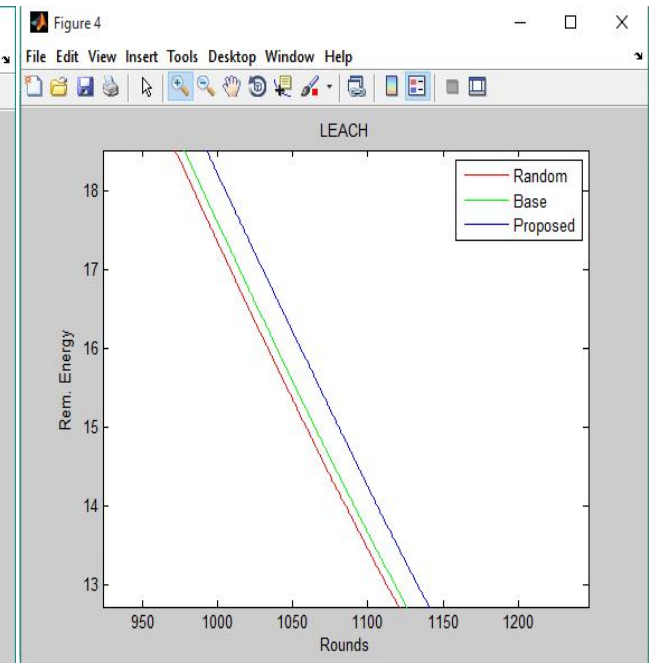 Figure 4
File Edit View Insert Tools Desktop Window Help
LEACH
Random
Base
Proposed
18
17
16
15
14
13
Rem. Energy
950 1000 1050 1100 1150 1200
Rounds